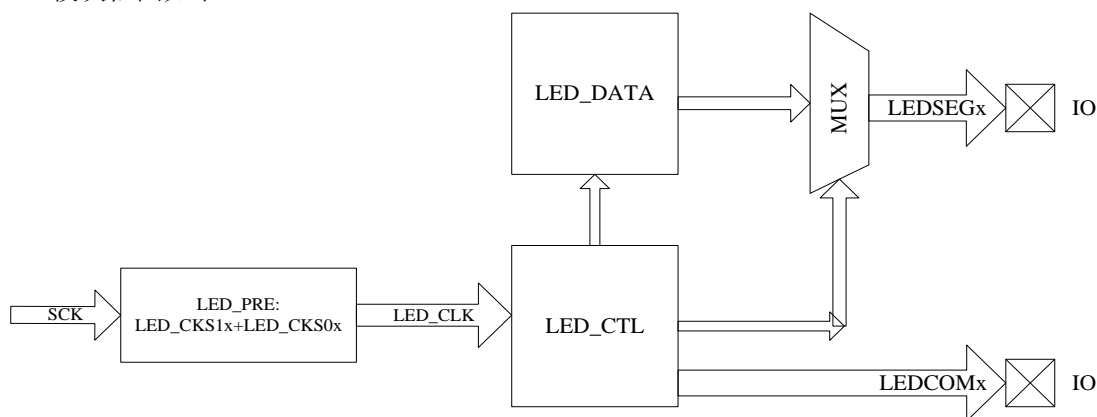 LED_DATA
MUX
LEDSEGx
IO
SCK
LED_PRE:
LED_CKS1x+LED_CKS0x
LED_CLK
LED_CTL
LEDCOMx
IO